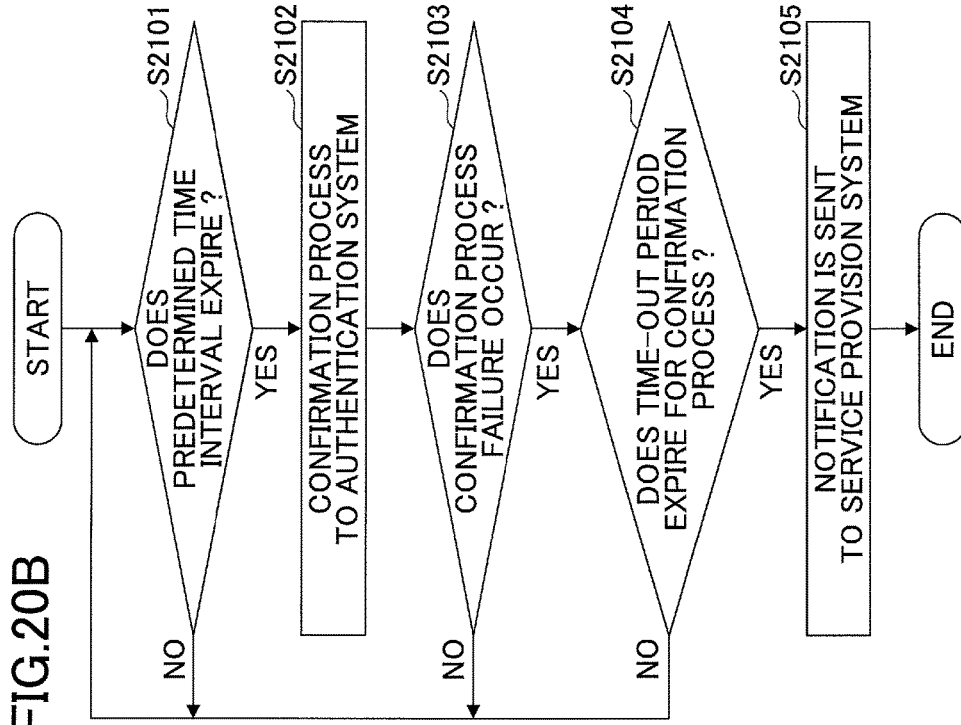 FIG.20B
START
DOES
PREDETERMINED TIME
INTERVAL EXPIRE ?
S2101
NO
YES
CONFIRMATION PROCESS
TO AUTHENTICATION SYSTEM
S2102
DOES
CONFIRMATION PROCESS
FAILURE OCCUR ?
S2103
NO
YES
DOES TIME-OUT PERIOD
EXPIRE FOR CONFIRMATION
PROCESS ?
S2104
NO
YES
NOTIFICATION IS SENT
TO SERVICE PROVISION SYSTEM
S2105
END